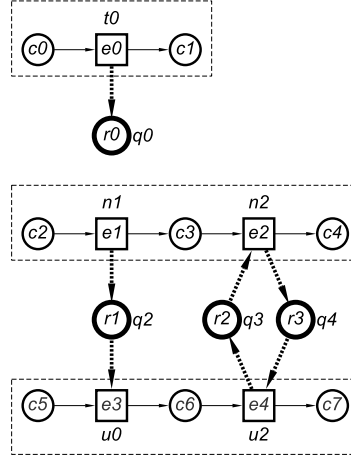 t0
c0 e0 c1
r0 q0
n1 n2
c2 e1 c3 e2 c4
r1 q2 r2 q3 r3 q4
c5 e3 c6 e4 c7
u0 u2